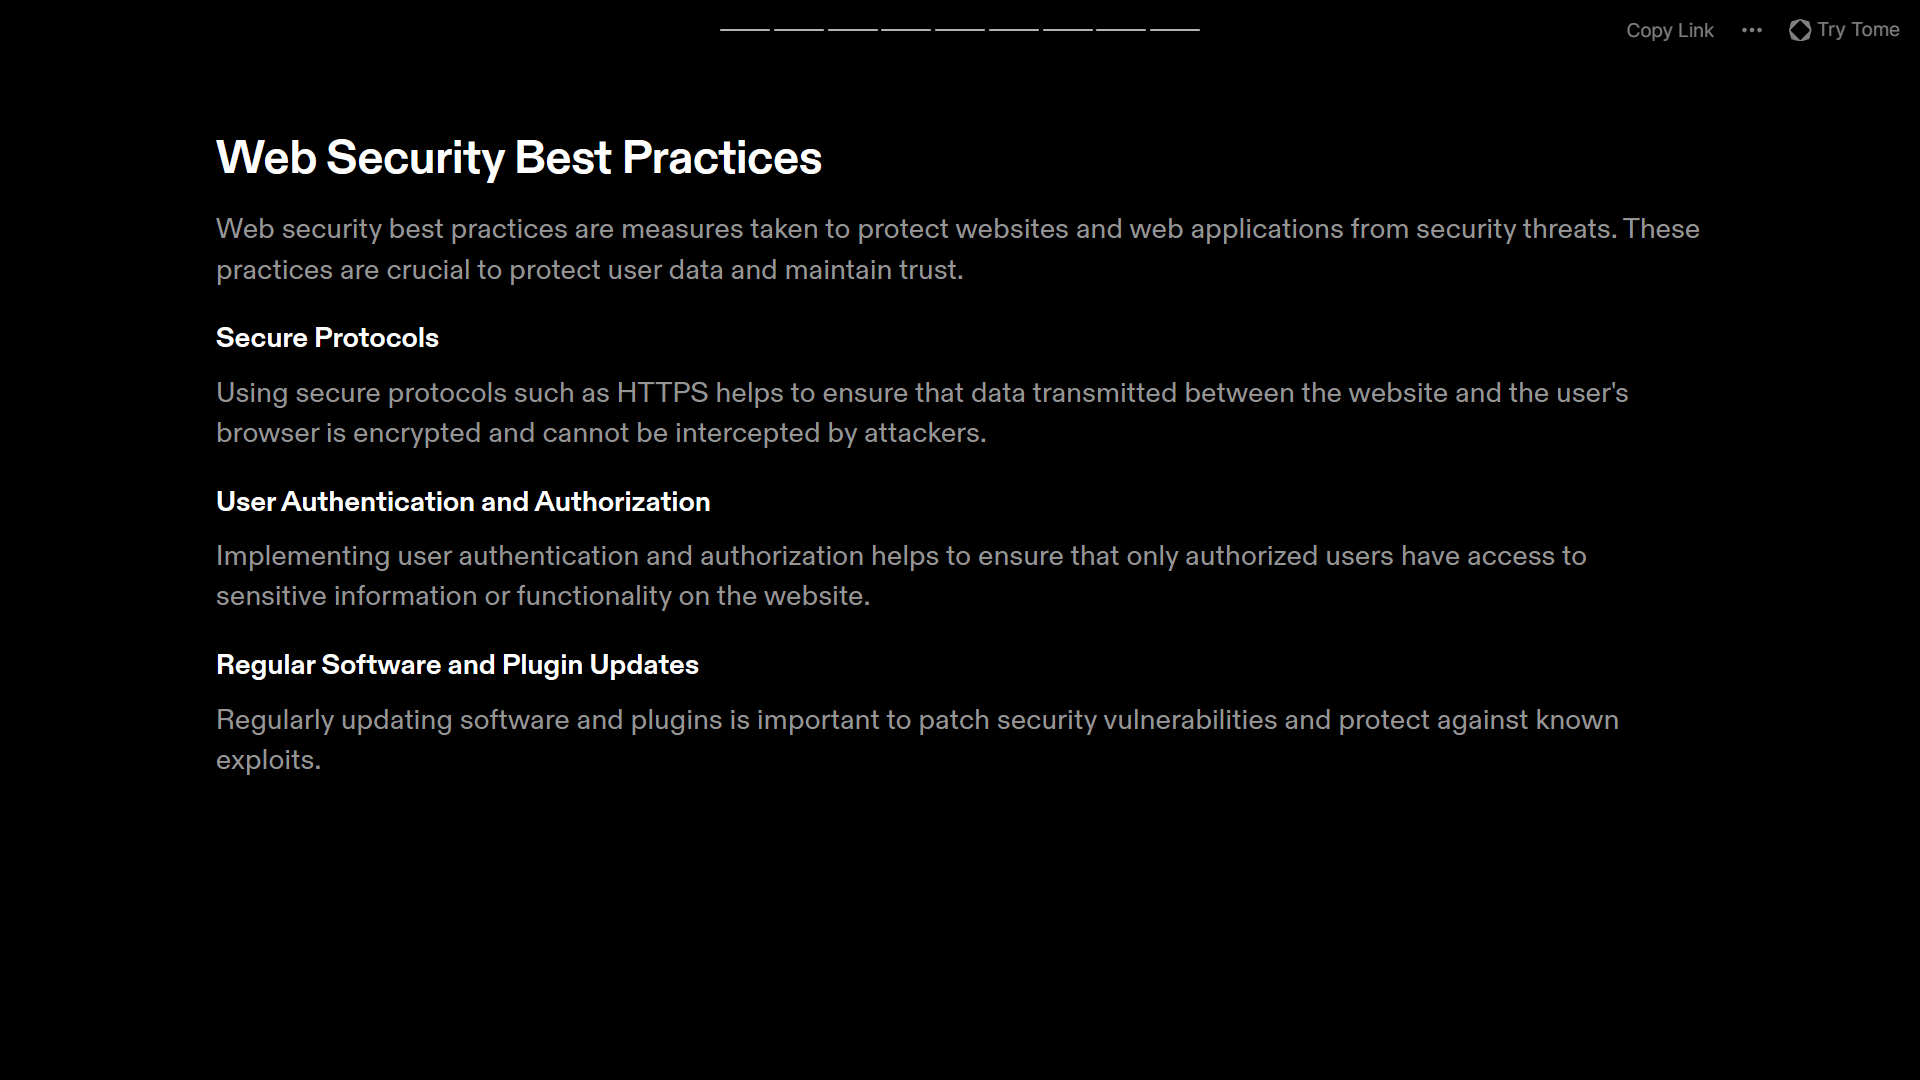 Copy Link
Try Tome
Web Security Best Practices
Web security best practices are measures taken to protect websites and web applications from security threats. These
practices are crucial to protect user data and maintain trust.
Secure Protocols
Using secure protocols such as HTTPS helps to ensure that data transmitted between the website and the user's
browser is encrypted and cannot be intercepted by attackers.
User Authentication and Authorization
Implementing user authentication and authorization helps to ensure that only authorized users have access to
sensitive information or functionality on the website.
Regular Software and Plugin Updates
Regularly updating software and plugins is important to patch security vulnerabilities and protect against known
exploits.